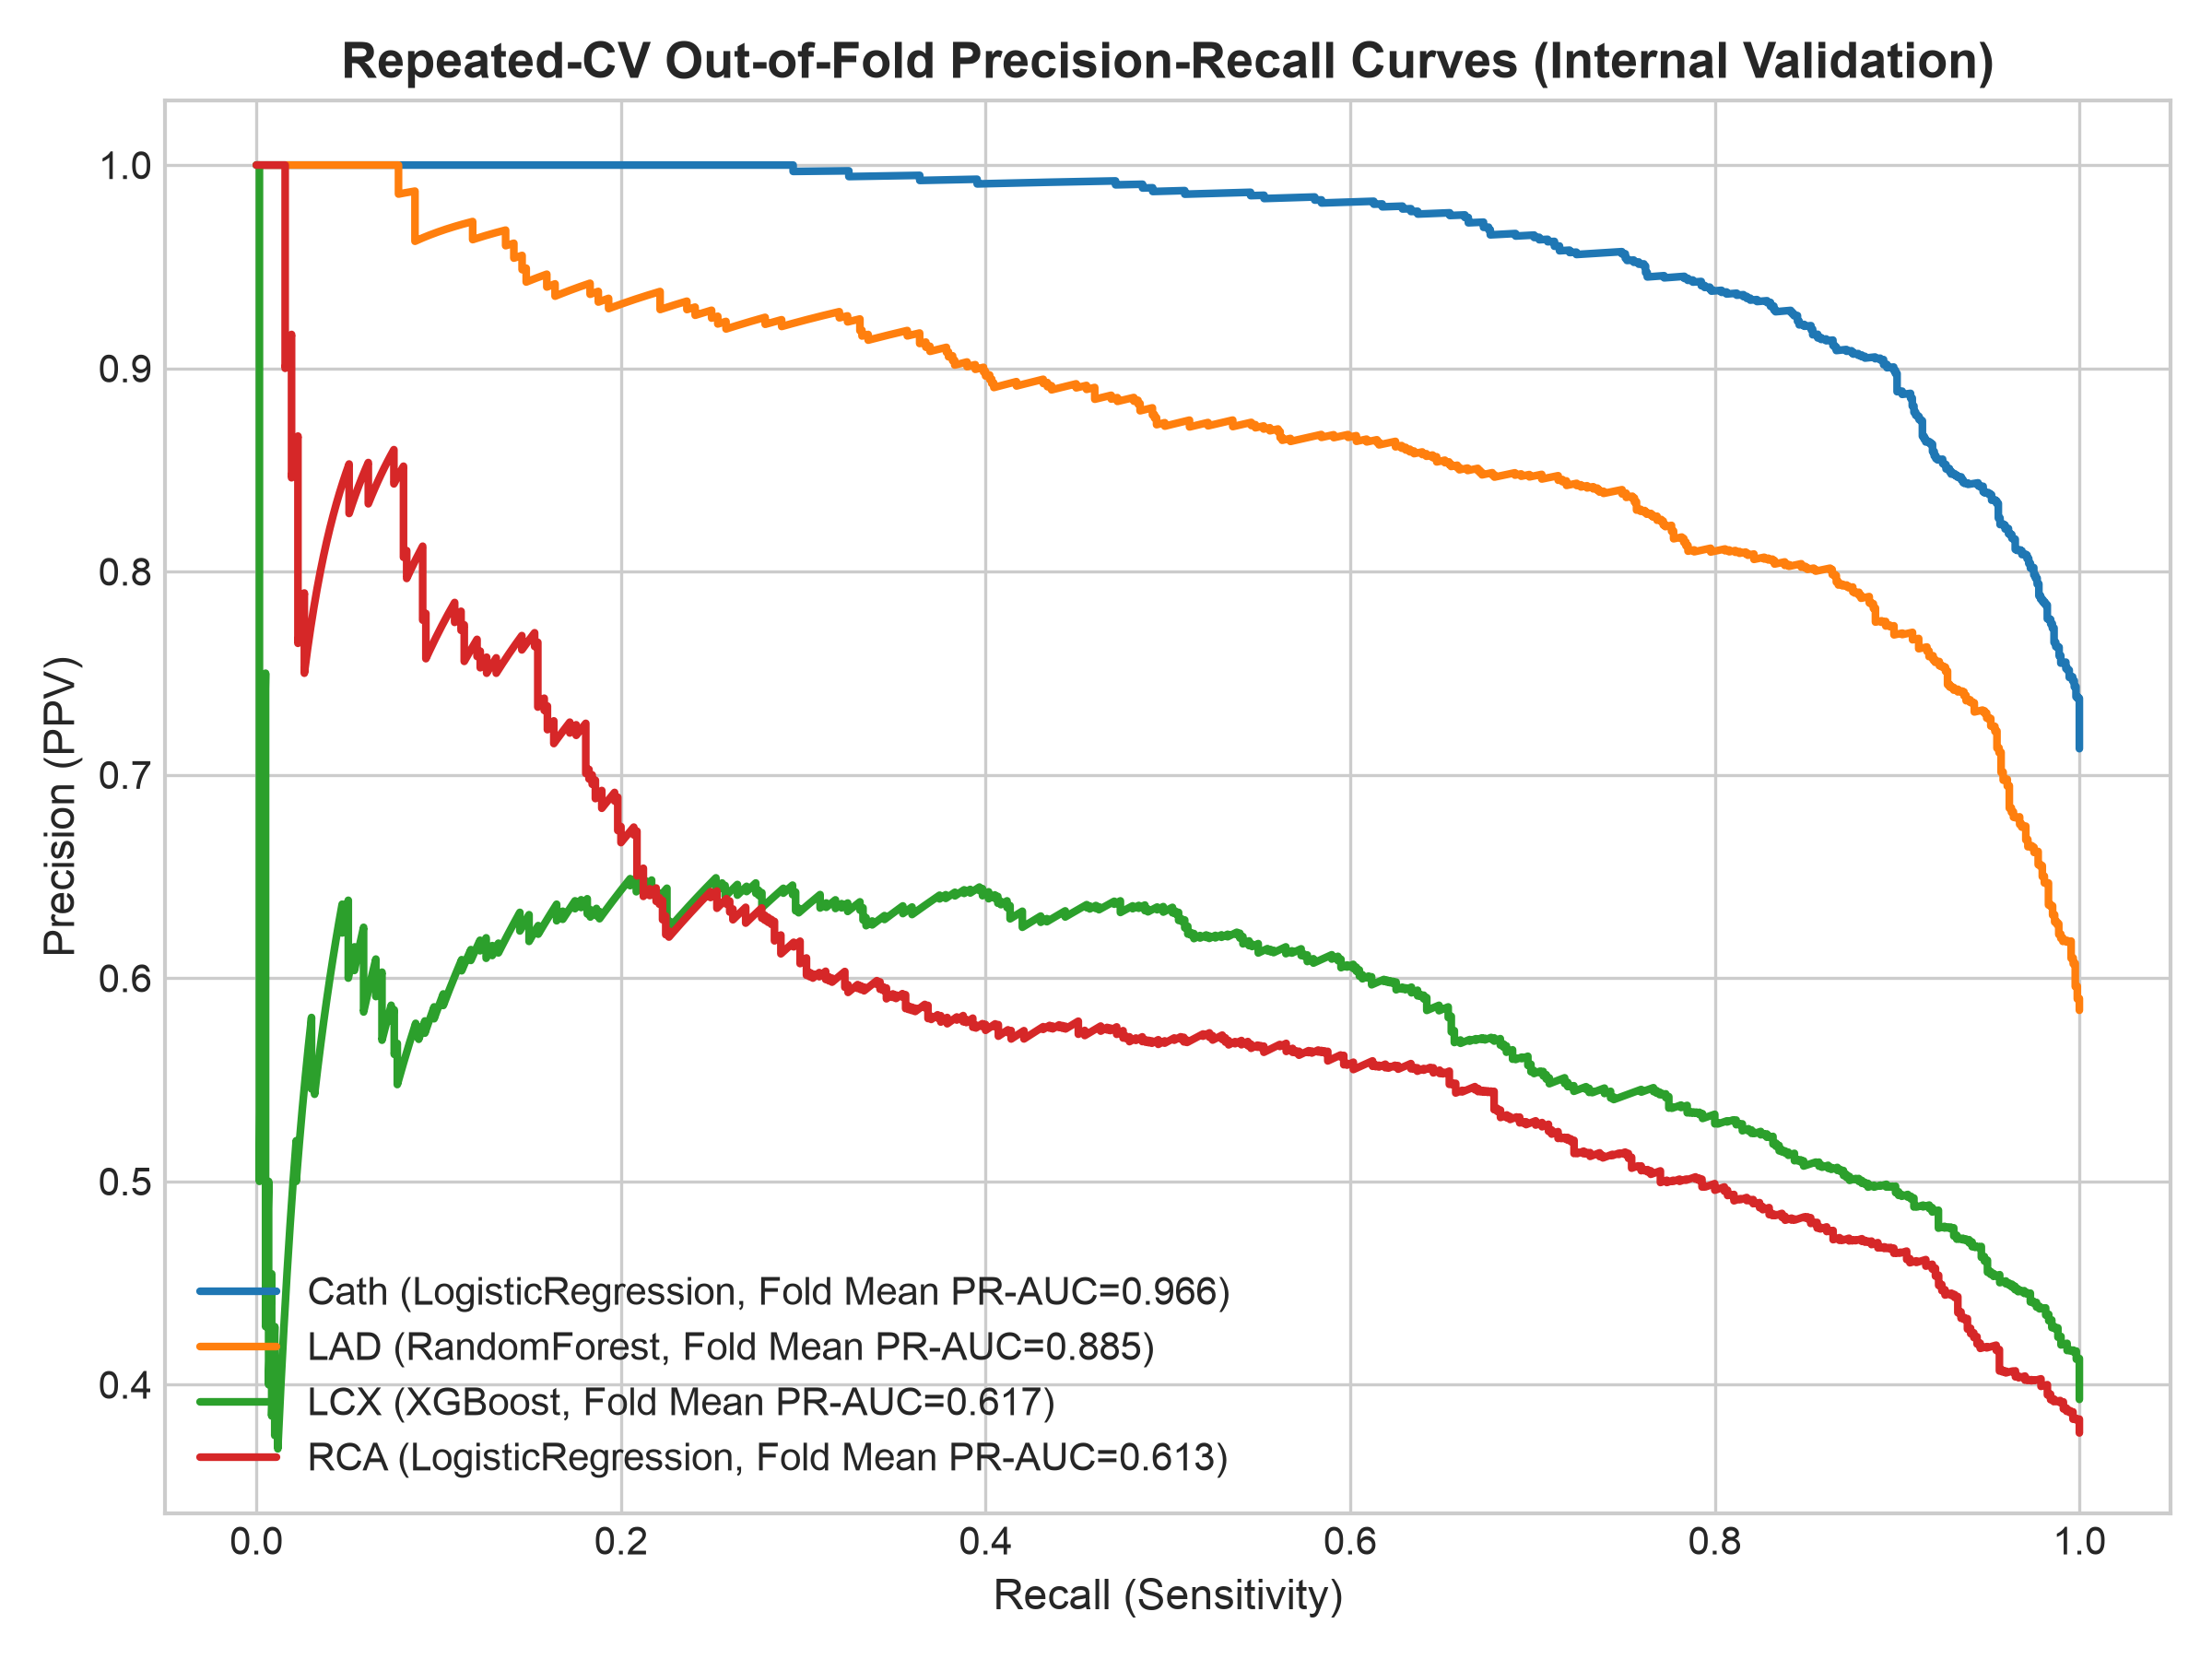 Repeated-CV Out-of-Fold Precision-Recall Curves (Internal Validation)
1.0
0.9
0.8
0.7
0.6
0.5
0.4
Precision (PPV)
Cath (LogisticRegression, Fold Mean PR-AUC=0.966)
LAD (RandomForest, Fold Mean PR-AUC=0.885)
LCX (XGBoost, Fold Mean PR-AUC=0.617)
RCA (LogisticRegression, Fold Mean PR-AUC=0.613)
0.0 0.2 0.4 0.6 0.8 1.0
Recall (Sensitivity)